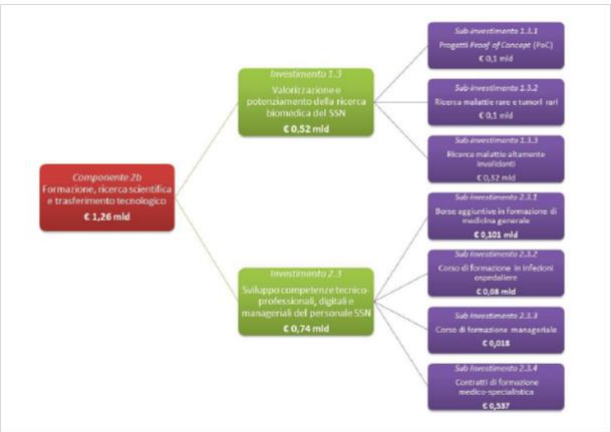 Componente 2b
Formazione, ricerca scientifica
e trasferimento tecnologico
€ 1,26 mld
Investimento 1.3
Valorizzazione e
potenziamento della ricerca
biomedica del SSN
€ 0,52 mld
Sub-investimento 1.3.1
Progetti Proof of Concept (PoC)
€ 0,1 mld
Sub-investimento 1.3.2
Ricerca malattie rare e tumori rari
€ 0,1 mld
Sub-investimento 1.3.3
Ricerca malattie altamente
invalidanti
€ 0,32 mld
Investimento 2.3
Sviluppo competenze tecnico-
professionali, digitali e
manageriali del personale SSN
€ 0,74 mld
Sub investimento 2.3.1
Borse aggiuntive in formazione di
medicina generale
€ 0,101 mld
Sub investimento 2.3.2
Corso di formazione in infezioni
ospedaliere
€ 0,08 mld
Sub investimento 2.3.3
Corso di formazione manageriale
€ 0,018
Sub investimento 2.3.4
Contratti di formazione
medico-specialistica
€ 0,537